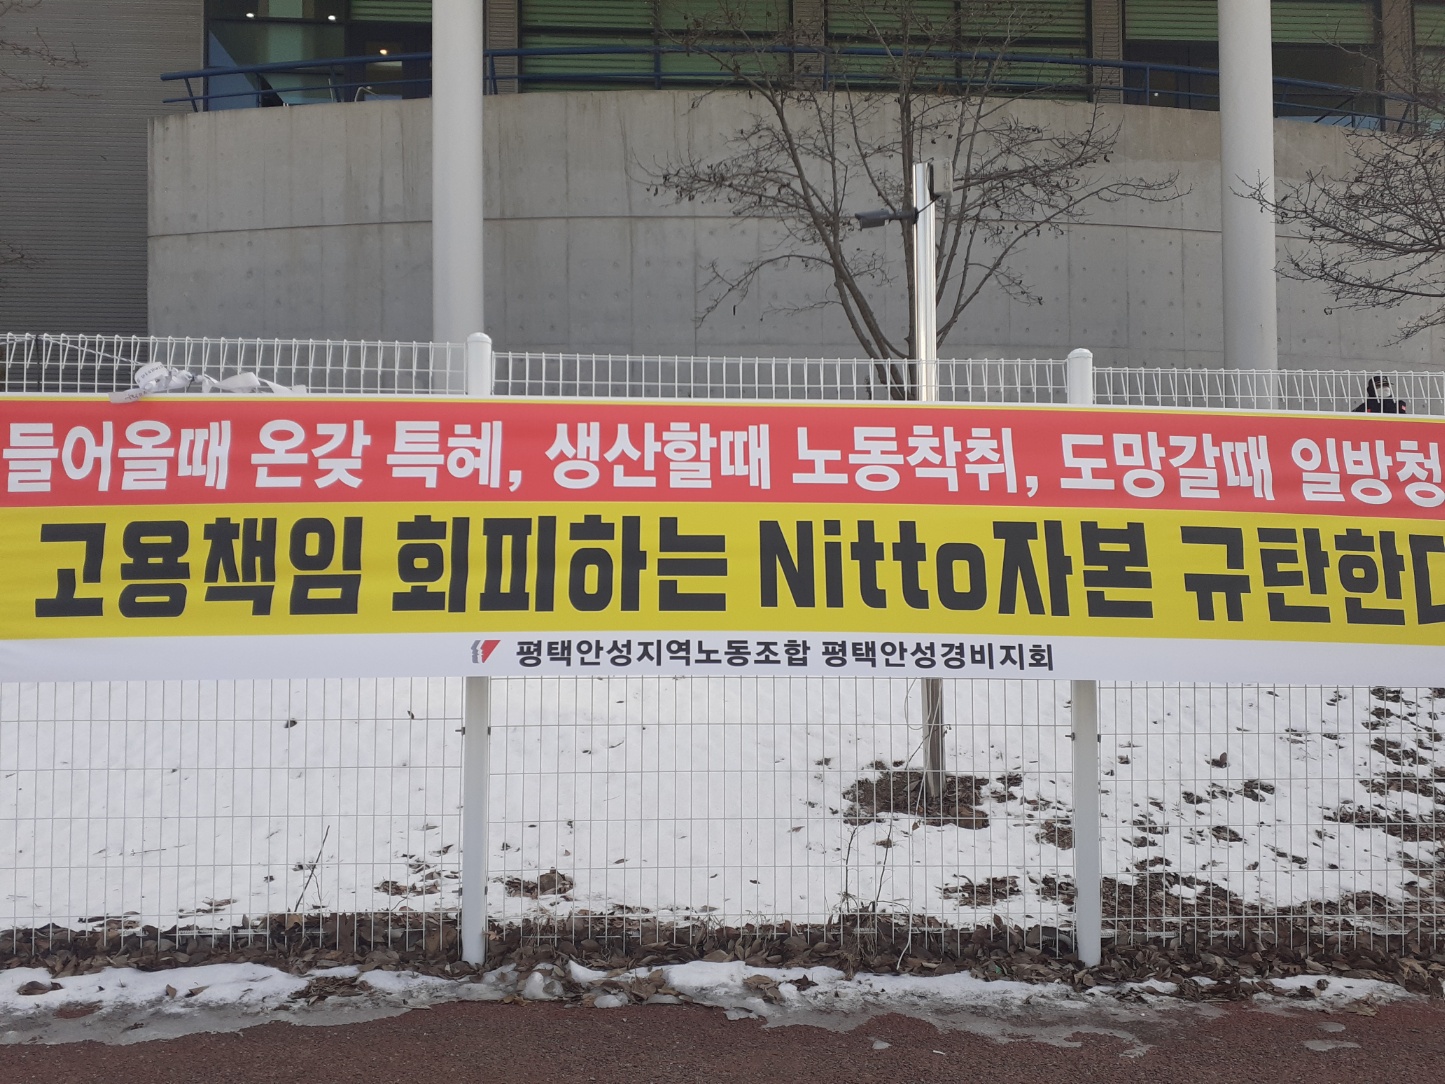 들어올때 온갖 특혜, 생산할때 노동착취, 도망갈때 일방청
고용책임 회피하는 Nitto자본 규탄한다
평택안성지역노동조합 평택안성경비지회